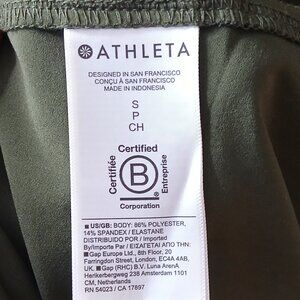 ATHLETA
DESIGNED IN SAN FRANCISCO
CONÇU À SAN FRANCISCO
MADE IN INDONESIA
S
P
CH
Certified
Certifiée
B
Entreprise
®
Corporation
■ US/GB: BODY: 86% POLYESTER,
14% SPANDEX / ELASTANE
DISTRIBUIDO POR / Imported
By/Importe Par / ΕΙΣΑΓΕΤΑΙ ΑΠΟ ΤΗΝ:
■Gap Europe Ltd., 6th Floor, 20
Farringdon Street, London, EC4A 4AB,
UK. ■Gap (RHC) B.V. Luna ArenA
Herikerbergweg 238 Amsterdam 1101
CM, Netherlands
RN 54023 / CA 17897